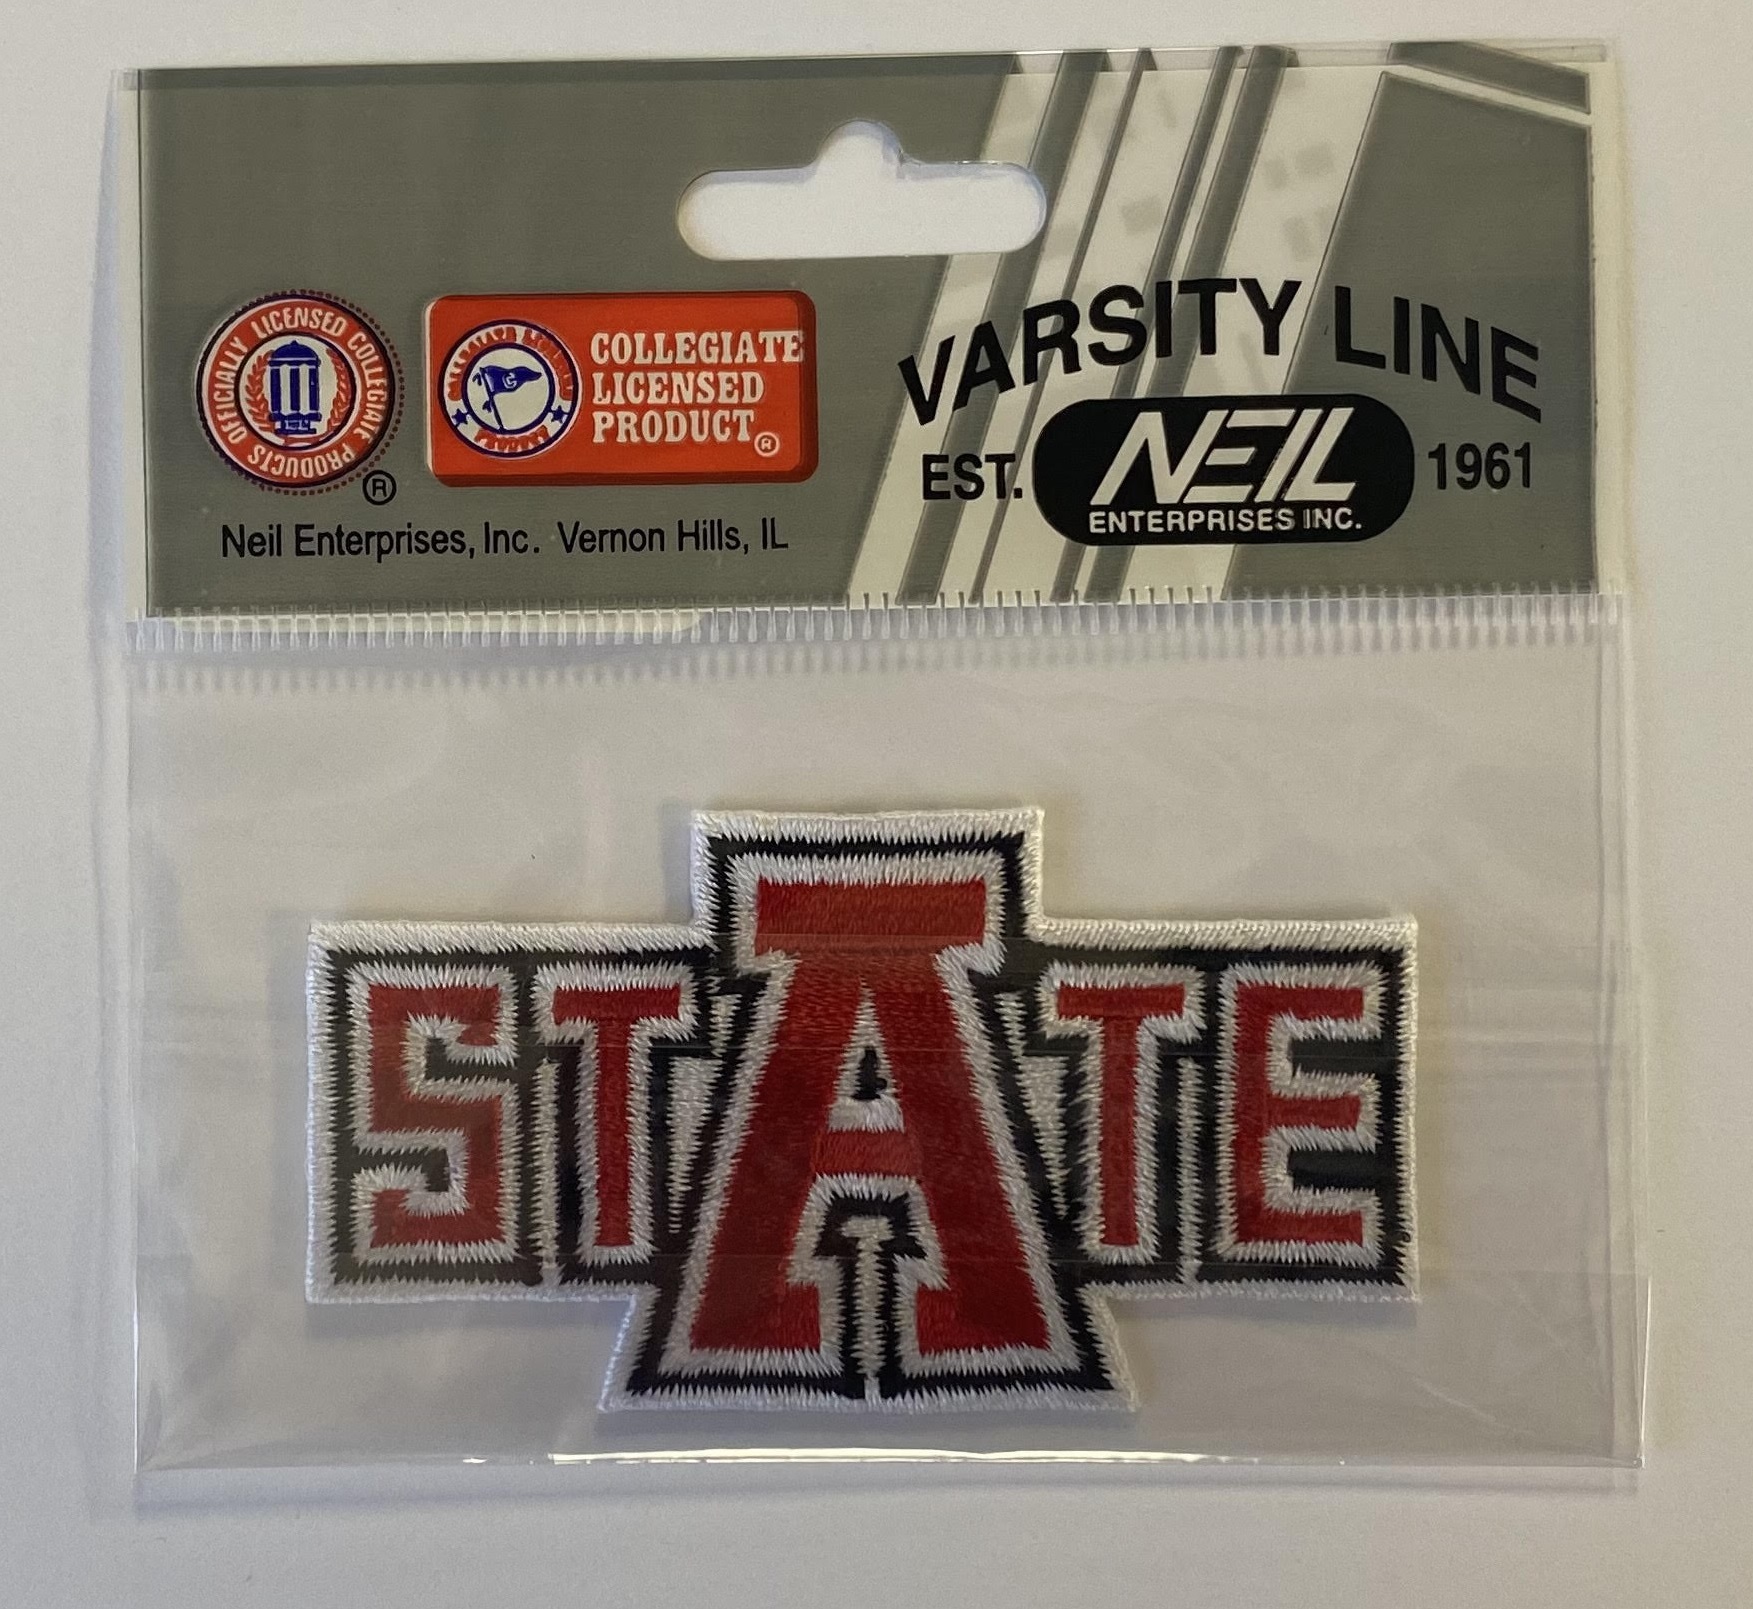 OFFICIALLY LICENSED COLLEGIATE PRODUCTS
®
C
COLLEGIATE
LICENSED
PRODUCT®
Neil Enterprises, Inc. Vernon Hills, IL
VARSITY LINE
EST. NEIL 1961
ENTERPRISES INC.
STATE